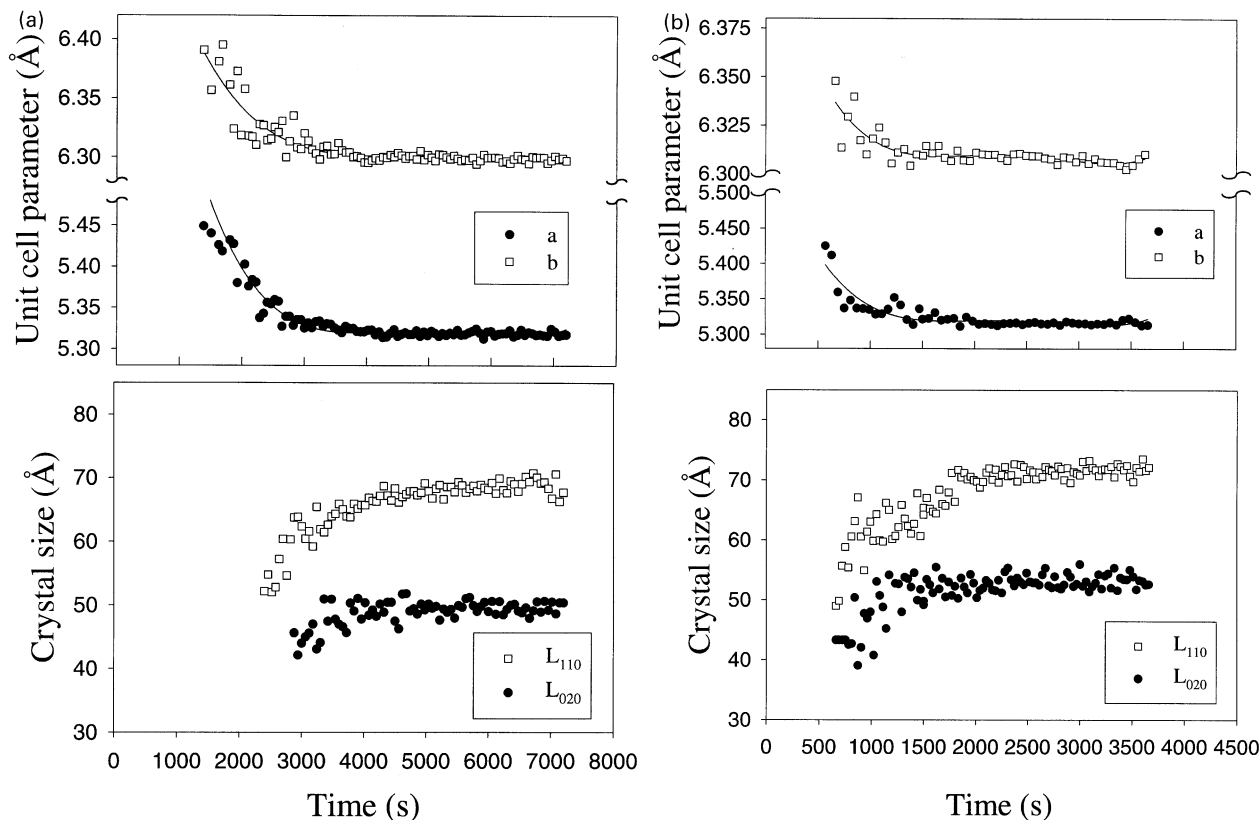 (a)
Unit cell parameter (Å)
6.40
6.35
6.30
5.45
5.40
5.35
5.30
a
b
Crystal size (Å)
80
70
60
50
40
30
L110
L020
0 1000 2000 3000 4000 5000 6000 7000 8000
Time (s)
(b)
Unit cell parameter (Å)
6.375
6.350
6.325
6.300
5.500
5.450
5.400
5.350
5.300
a
b
Crystal size (Å)
80
70
60
50
40
30
L110
L020
0 500 1000 1500 2000 2500 3000 3500 4000 4500
Time (s)